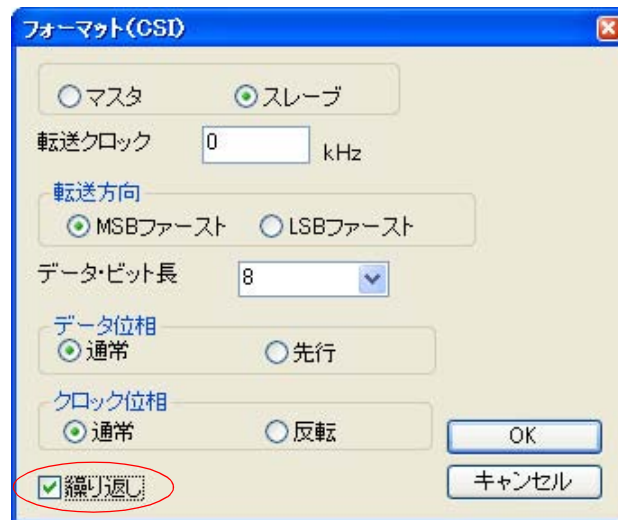 フォーマット(CSI)
マスタ スレーブ
転送クロック 0 kHz
転送方向
MSBファースト LSBファースト
データ・ビット長 8
データ位相
通常 先行
クロック位相
通常 反転
OK
繰り返し キャンセル